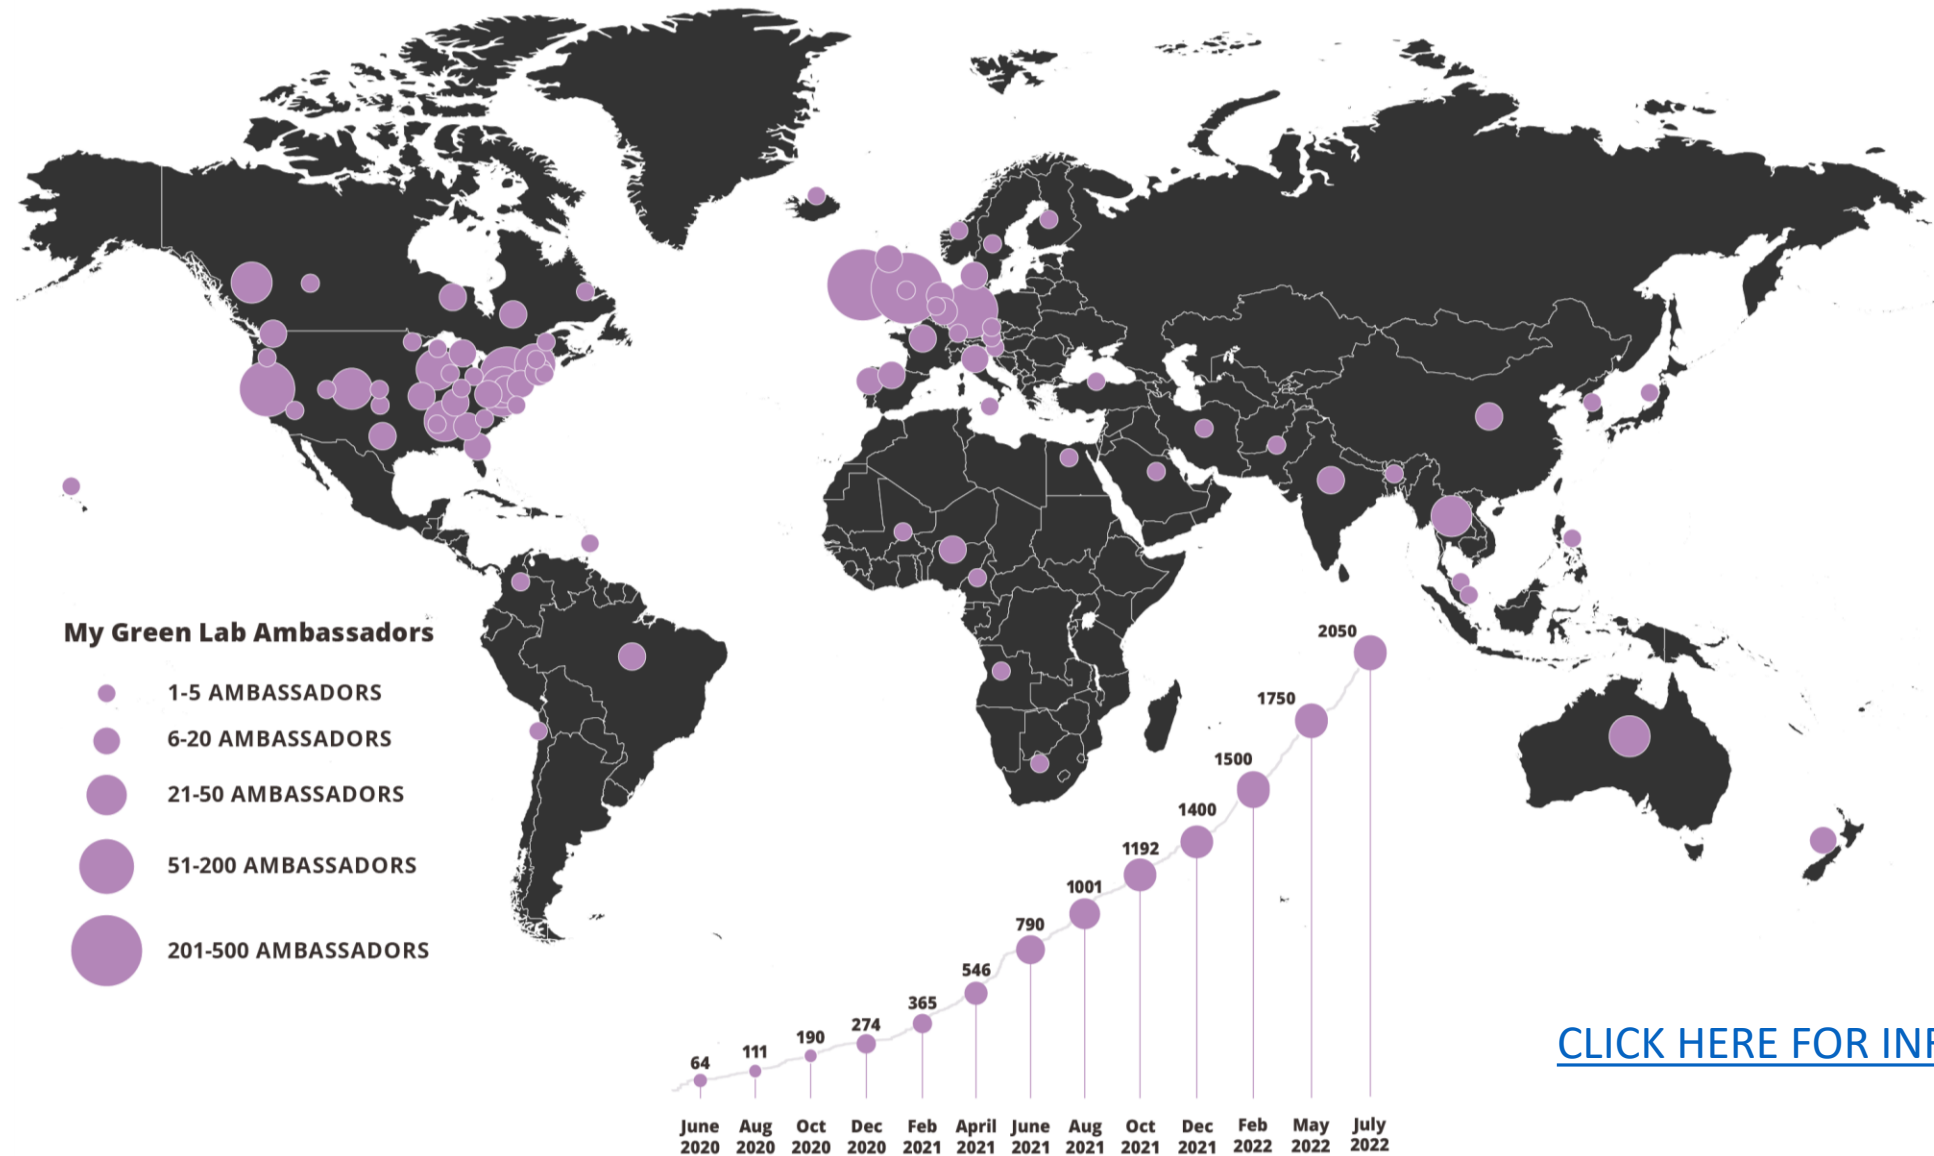 My Green Lab Ambassadors
1-5 AMBASSADORS
6-20 AMBASSADORS
21-50 AMBASSADORS
51-200 AMBASSADORS
201-500 AMBASSADORS
64
111
190
274
365
546
790
1001
1192
1400
1500
1750
2050
June Aug Oct Dec Feb April June Aug Oct Dec Feb May July
2020 2020 2020 2020 2021 2021 2021 2021 2021 2021 2022 2022 2022
CLICK HERE FOR